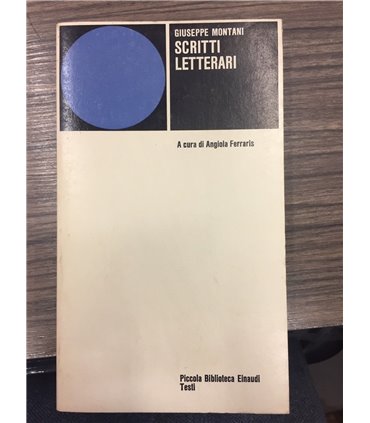 GIUSEPPE MONTANI
SCRITTI
LETTERARI
A cura di Angiola Ferraris
Piccola Biblioteca Einaudi
Testi